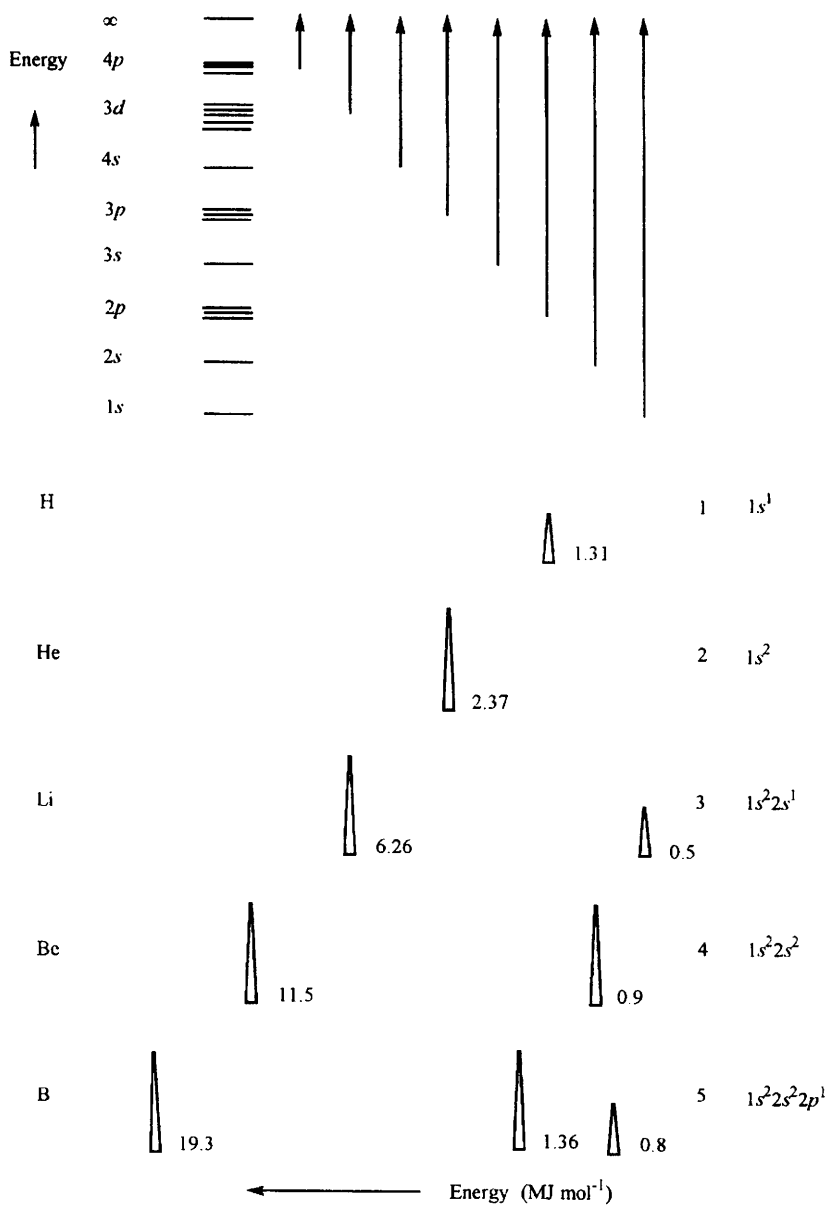 ∞
Energy 4p
3d
4s
3p
3s
2p
2s
1s
H 1.31 1 1s¹
He 2.37 2 1s²
Li 6.26 0.5 3 1s²2s¹
Be 11.5 0.9 4 1s²2s²
B 19.3 1.36 0.8 5 1s²2s²2p¹
Energy (MJ mol⁻¹)